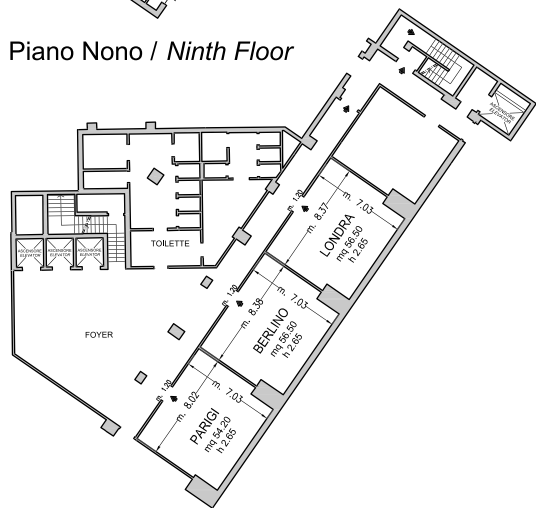 Piano Nono / Ninth Floor
ASCENSORE
ELEVATOR
m. 1.20
m. 7.03
m. 8.37
LONDRA
mq 56.50
h 2.65
TOILETTE
ASCENSORE
ELEVATOR
ASCENSORE
ELEVATOR
ASCENSORE
ELEVATOR
m. 1.20
m. 7.03
m. 8.38
BERLINO
mq 56.50
h 2.65
FOYER
m. 1.20
m. 7.03
m. 8.02
PARIGI
mq 54.20
h 2.65